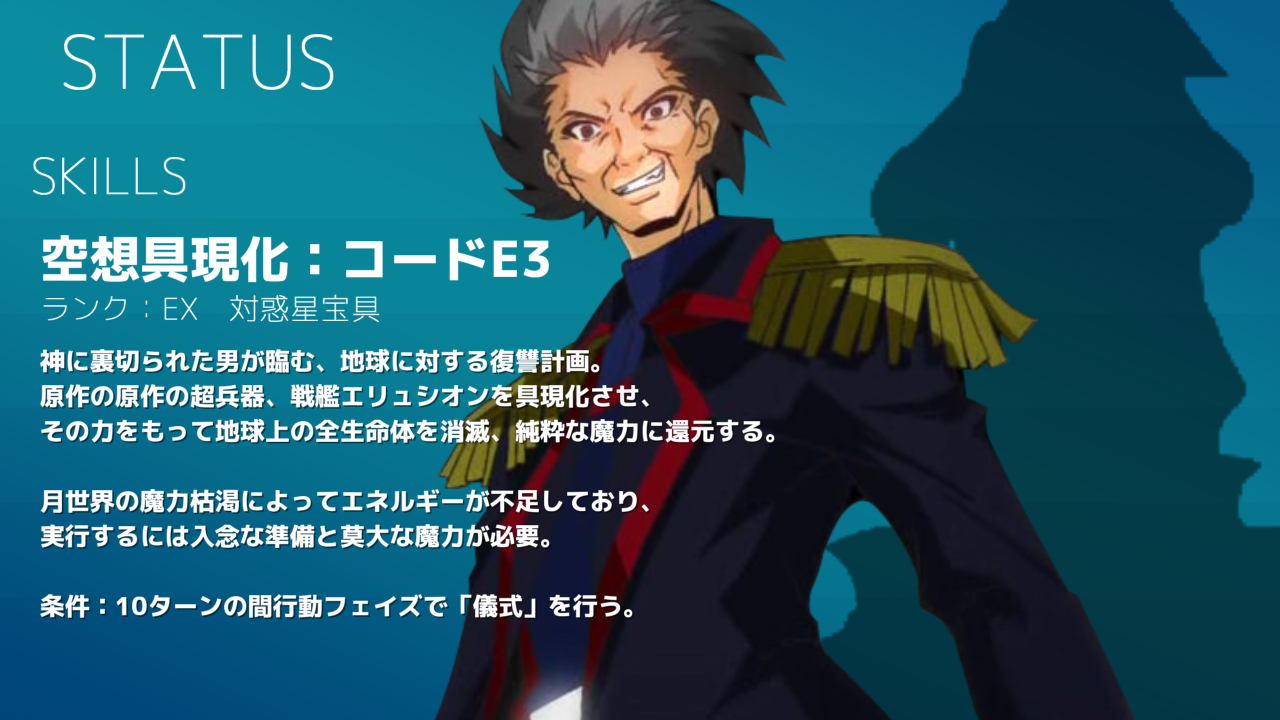 STATUS
SKILLS
空想具現化：コードE3
ランク：EX　対惑星宝具
神に裏切られた男が臨む、地球に対する復讐計画。
原作の原作の超兵器、戦艦エリュシオンを具現化させ、
その力をもって地球上の全生命体を消滅、純粋な魔力に還元する。
月世界の魔力枯渇によってエネルギーが不足しており、
実行するには入念な準備と莫大な魔力が必要。
条件：10ターンの間行動フェイズで「儀式」を行う。